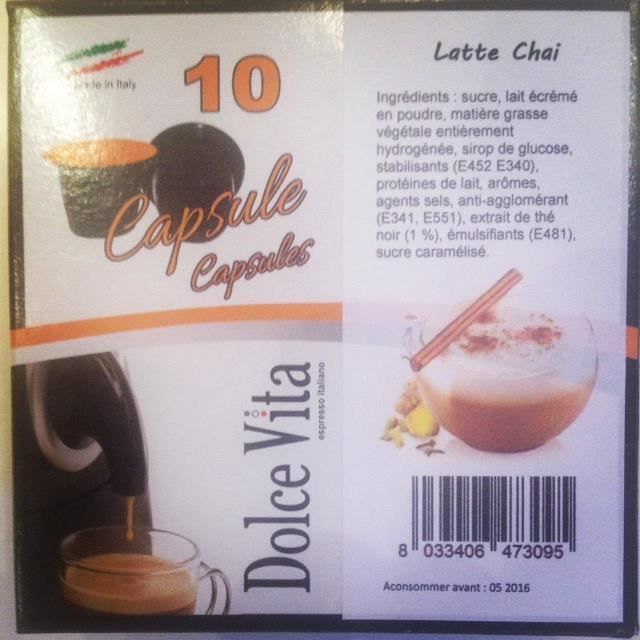 Made in Italy
10
Capsule
Capsules
Dolce Vita
espresso italiano
Latte Chai
Ingrédients : sucre, lait écrémé
en poudre, matière grasse
végétale entièrement
hydrogénée, sirop de glucose,
stabilisants (E452 E340),
protéines de lait, arômes,
agents sels, anti-agglomérant
(E341, E551), extrait de thé
noir (1 %), émulsifiants (E481),
sucre caramélisé.
8 033406 473095
Aconsommer avant : 05 2016